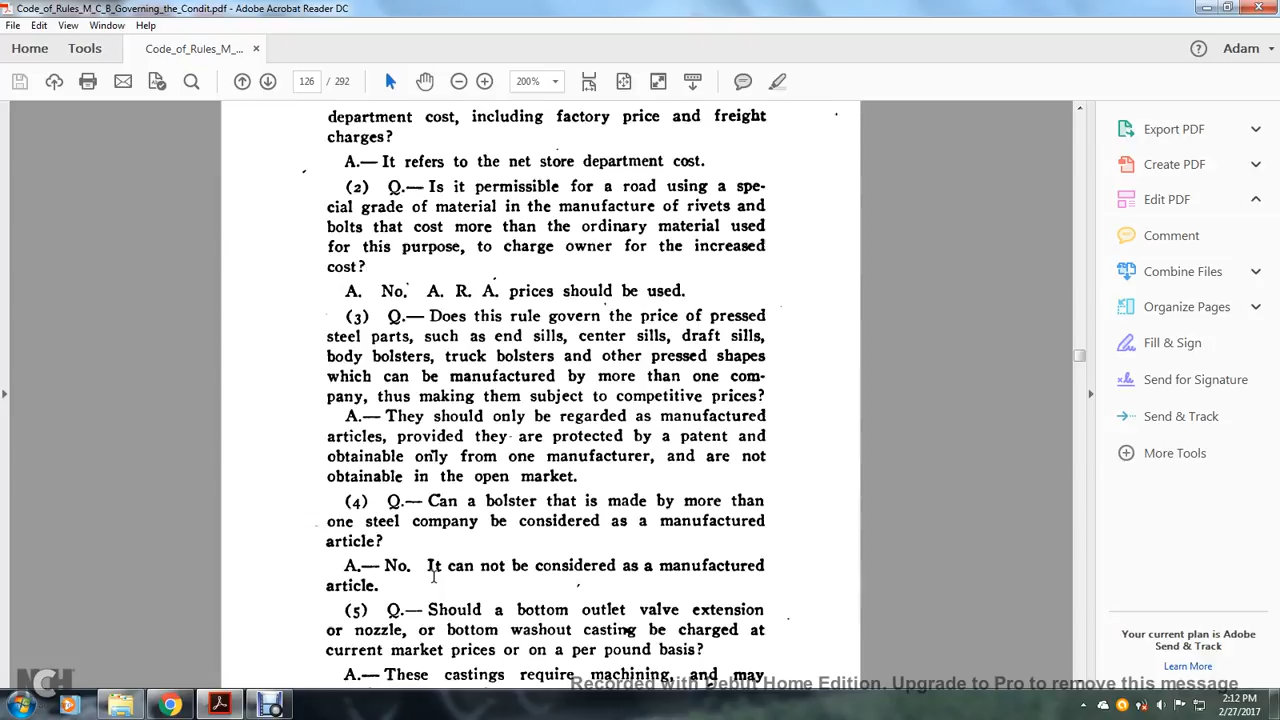 Code_of_Rules_M_C_B_Governing_the_Condit.pdf - Adobe Acrobat Reader DC
File Edit View Window Help
Home Tools Code_of_Rules_M_... × Adam
126 / 292 200%
department cost, including factory price and freight
charges?
A.— It refers to the net store department cost.
(2) Q.— Is it permissible for a road using a spe-
cial grade of material in the manufacture of rivets and
bolts that cost more than the ordinary material used
for this purpose, to charge owner for the increased
cost?
A. No. A. R. A. prices should be used.
(3) Q.— Does this rule govern the price of pressed
steel parts, such as end sills, center sills, draft sills,
body bolsters, truck bolsters and other pressed shapes
which can be manufactured by more than one com-
pany, thus making them subject to competitive prices?
A.— They should only be regarded as manufactured
articles, provided they are protected by a patent and
obtainable only from one manufacturer, and are not
obtainable in the open market.
(4) Q.— Can a bolster that is made by more than
one steel company be considered as a manufactured
article?
A.— No. It can not be considered as a manufactured
article.
(5) Q.— Should a bottom outlet valve extension
or nozzle, or bottom washout casting be charged at
current market prices or on a per pound basis?
A.— These castings require machining, and may
Export PDF
Create PDF
Edit PDF
Comment
Combine Files
Organize Pages
Fill & Sign
Send for Signature
Send & Track
More Tools
Your current plan is Adobe
Send & Track
Learn More
NCH
Recorded with Debut Home Edition. Upgrade to Pro to remove this message
2:12 PM
2/27/2017